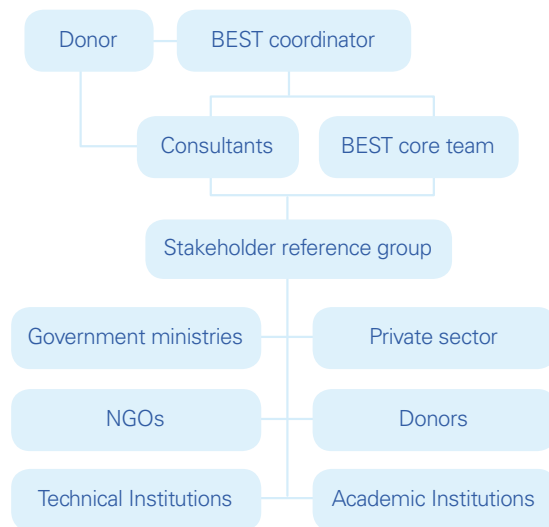 Donor
BEST coordinator
Consultants
BEST core team
Stakeholder reference group
Government ministries
Private sector
NGOs
Donors
Technical Institutions
Academic Institutions